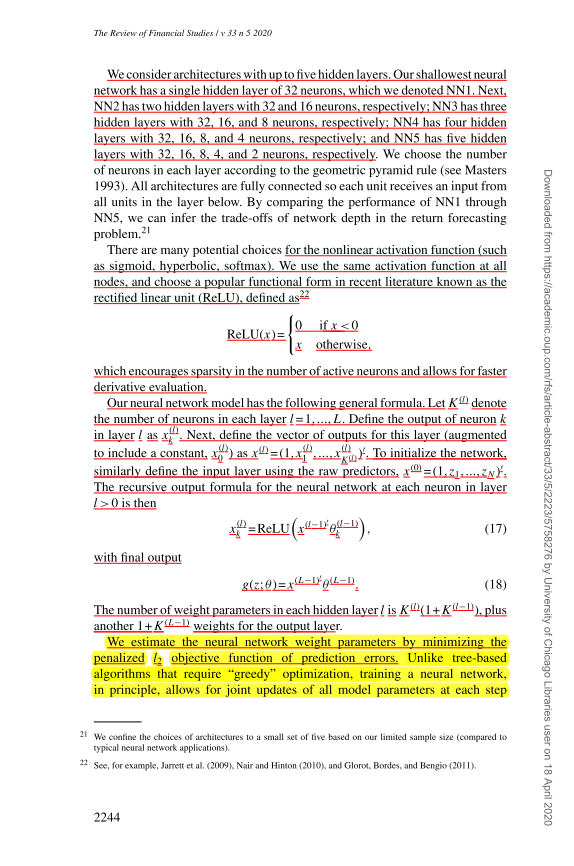 The Review of Financial Studies / v 33 n 5 2020
We consider architectures with up to five hidden layers. Our shallowest neural
network has a single hidden layer of 32 neurons, which we denoted NN1. Next,
NN2 has two hidden layers with 32 and 16 neurons, respectively; NN3 has three
hidden layers with 32, 16, and 8 neurons, respectively; NN4 has four hidden
layers with 32, 16, 8, and 4 neurons, respectively; and NN5 has five hidden
layers with 32, 16, 8, 4, and 2 neurons, respectively. We choose the number
of neurons in each layer according to the geometric pyramid rule (see Masters
1993). All architectures are fully connected so each unit receives an input from
all units in the layer below. By comparing the performance of NN1 through
NN5, we can infer the trade-offs of network depth in the return forecasting
problem.²¹
There are many potential choices for the nonlinear activation function (such
as sigmoid, hyperbolic, softmax). We use the same activation function at all
nodes, and choose a popular functional form in recent literature known as the
rectified linear unit (ReLU), defined as²²
ReLU(x) = { 0 if x < 0
x otherwise,
which encourages sparsity in the number of active neurons and allows for faster
derivative evaluation.
Our neural network model has the following general formula. Let K^(l) denote
the number of neurons in each layer l = 1, ..., L. Define the output of neuron k
in layer l as x_k^(l). Next, define the vector of outputs for this layer (augmented
to include a constant, x_0^(l)) as x^(l) = (1, x_1^(l), ..., x_{K^(l)}^(l))′. To initialize the network,
similarly define the input layer using the raw predictors, x^(0) = (1, z_1, ..., z_N)′.
The recursive output formula for the neural network at each neuron in layer
l > 0 is then
x_k^(l) = ReLU(x^(l−1)′ θ_k^(l−1)), (17)
with final output
g(z; θ) = x^(L−1)′ θ^(L−1). (18)
The number of weight parameters in each hidden layer l is K^(l)(1 + K^(l−1)), plus
another 1 + K^(L−1) weights for the output layer.
We estimate the neural network weight parameters by minimizing the
penalized l_2 objective function of prediction errors. Unlike tree-based
algorithms that require “greedy” optimization, training a neural network,
in principle, allows for joint updates of all model parameters at each step
21 We confine the choices of architectures to a small set of five based on our limited sample size (compared to
typical neural network applications).
22 See, for example, Jarrett et al. (2009), Nair and Hinton (2010), and Glorot, Bordes, and Bengio (2011).
2244
Downloaded from https://academic.oup.com/rfs/article-abstract/33/5/2223/5758276 by University of Chicago Libraries user on 18 April 2020